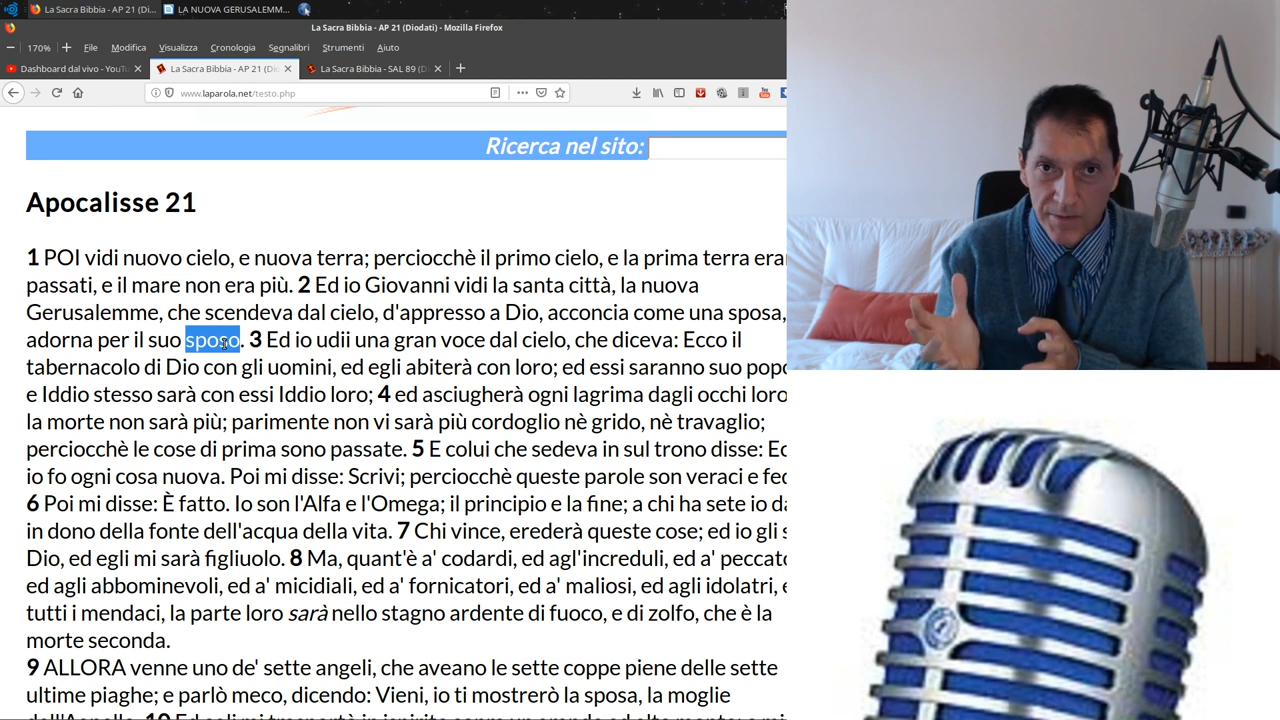 La Sacra Bibbia - AP 21 (Di...
LA NUOVA GERUSALEMM...
La Sacra Bibbia - AP 21 (Diodati) - Mozilla Firefox
170%
File Modifica Visualizza Cronologia Segnalibri Strumenti Aiuto
Dashboard dal vivo - YouTu
La Sacra Bibbia - AP 21 (Dio
La Sacra Bibbia - SAL 89 (D
www.laparola.net/testo.php
Ricerca nel sito:
Apocalisse 21
1 POI vidi nuovo cielo, e nuova terra; perciocchè il primo cielo, e la prima terra eran
passati, e il mare non era più. 2 Ed io Giovanni vidi la santa città, la nuova
Gerusalemme, che scendeva dal cielo, d'appresso a Dio, acconcia come una sposa,
adorna per il suo sposo. 3 Ed io udii una gran voce dal cielo, che diceva: Ecco il
tabernacolo di Dio con gli uomini, ed egli abiterà con loro; ed essi saranno suo popo
e Iddio stesso sarà con essi Iddio loro; 4 ed asciugherà ogni lagrima dagli occhi loro
la morte non sarà più; parimente non vi sarà più cordoglio nè grido, nè travaglio;
perciocchè le cose di prima sono passate. 5 E colui che sedeva in sul trono disse: Ec
io fo ogni cosa nuova. Poi mi disse: Scrivi; perciocchè queste parole son veraci e fed
6 Poi mi disse: È fatto. Io son l'Alfa e l'Omega; il principio e la fine; a chi ha sete io da
in dono della fonte dell'acqua della vita. 7 Chi vince, erederà queste cose; ed io gli s
Dio, ed egli mi sarà figliuolo. 8 Ma, quant'è a' codardi, ed agl'increduli, ed a' peccato
ed agli abbominevoli, ed a' micidiali, ed a' fornicatori, ed a' maliosi, ed agli idolatri, e
tutti i mendaci, la parte loro sarà nello stagno ardente di fuoco, e di zolfo, che è la
morte seconda.
9 ALLORA venne uno de' sette angeli, che aveano le sette coppe piene delle sette
ultime piaghe; e parlò meco, dicendo: Vieni, io ti mostrerò la sposa, la moglie